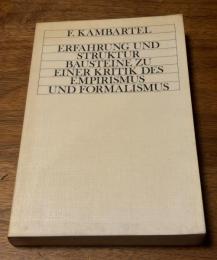 F. KAMBARTEL
ERFAHRUNG UND
STRUKTUR
BAUSTEINE ZU
EINER KRITIK DES
EMPIRISMUS
UND FORMALISMUS